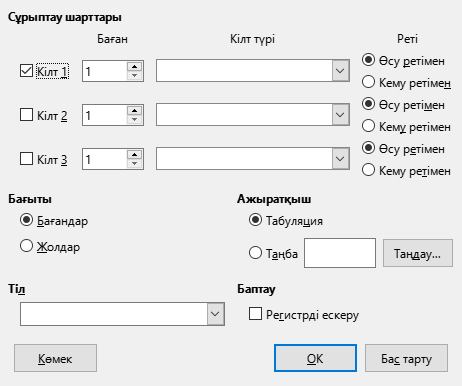 Сұрыптау шарттары
Баған Кілт түрі Реті
Кілт 1 1 Өсу ретімен
Кему ретімен
Кілт 2 1 Өсу ретімен
Кему ретімен
Кілт 3 1 Өсу ретімен
Кему ретімен
Бағыты Ажыратқыш
Бағандар Табуляция
Жолдар Таңба Таңдау...
Тіл Баптау
Регистрді ескеру
Көмек ОК Бас тарту